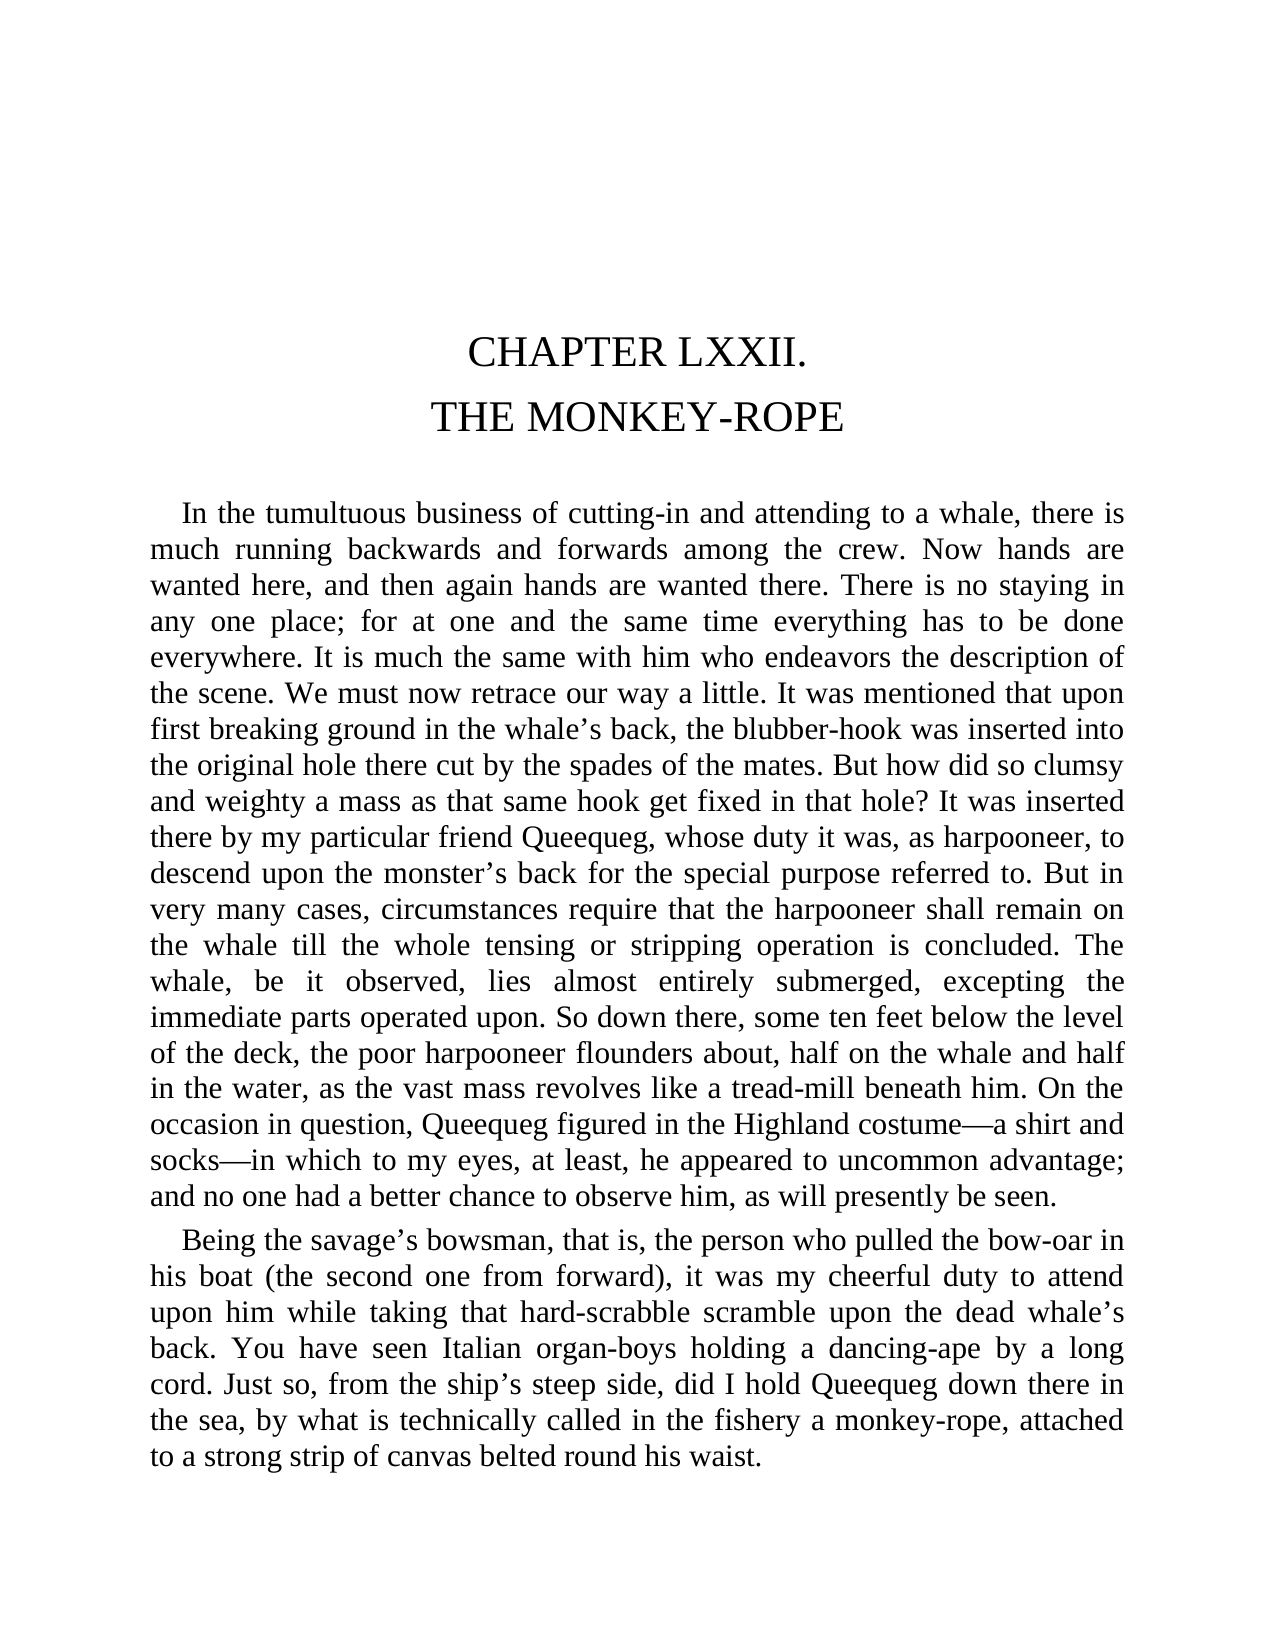 CHAPTER LXXII.
THE MONKEY-ROPE
In the tumultuous business of cutting-in and attending to a whale, there is
much running backwards and forwards among the crew. Now hands are
wanted here, and then again hands are wanted there. There is no staying in
any one place; for at one and the same time everything has to be done
everywhere. It is much the same with him who endeavors the description of
the scene. We must now retrace our way a little. It was mentioned that upon
first breaking ground in the whale’s back, the blubber-hook was inserted into
the original hole there cut by the spades of the mates. But how did so clumsy
and weighty a mass as that same hook get fixed in that hole? It was inserted
there by my particular friend Queequeg, whose duty it was, as harpooneer, to
descend upon the monster’s back for the special purpose referred to. But in
very many cases, circumstances require that the harpooneer shall remain on
the whale till the whole tensing or stripping operation is concluded. The
whale, be it observed, lies almost entirely submerged, excepting the
immediate parts operated upon. So down there, some ten feet below the level
of the deck, the poor harpooneer flounders about, half on the whale and half
in the water, as the vast mass revolves like a tread-mill beneath him. On the
occasion in question, Queequeg figured in the Highland costume—a shirt and
socks—in which to my eyes, at least, he appeared to uncommon advantage;
and no one had a better chance to observe him, as will presently be seen.
Being the savage’s bowsman, that is, the person who pulled the bow-oar in
his boat (the second one from forward), it was my cheerful duty to attend
upon him while taking that hard-scrabble scramble upon the dead whale’s
back. You have seen Italian organ-boys holding a dancing-ape by a long
cord. Just so, from the ship’s steep side, did I hold Queequeg down there in
the sea, by what is technically called in the fishery a monkey-rope, attached
to a strong strip of canvas belted round his waist.